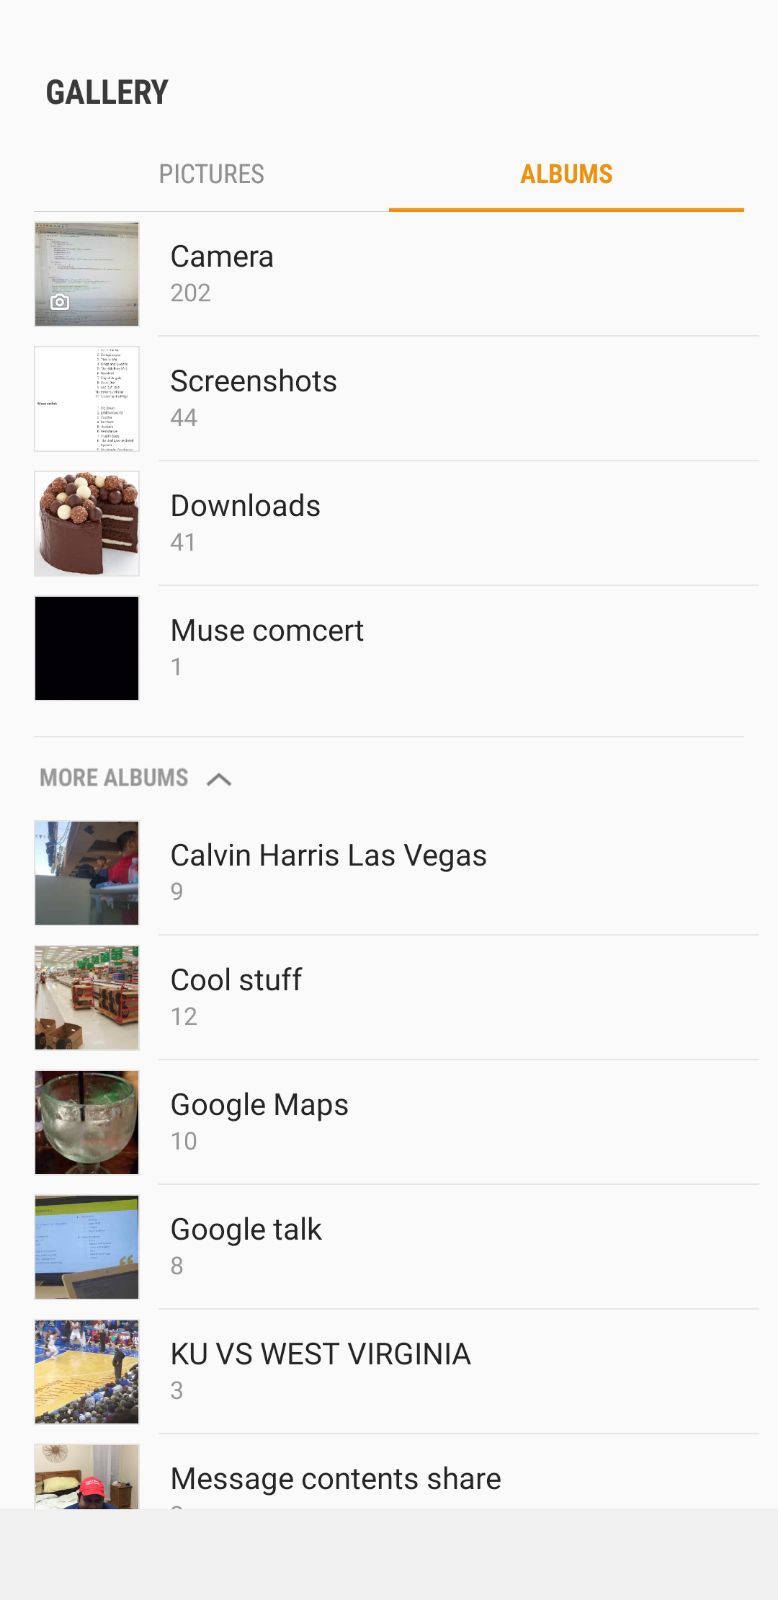 GALLERY
PICTURES
ALBUMS
Camera
202
Screenshots
44
Downloads
41
Muse comcert
1
MORE ALBUMS
Calvin Harris Las Vegas
9
Cool stuff
12
Google Maps
10
Google talk
8
KU VS WEST VIRGINIA
3
Message contents share